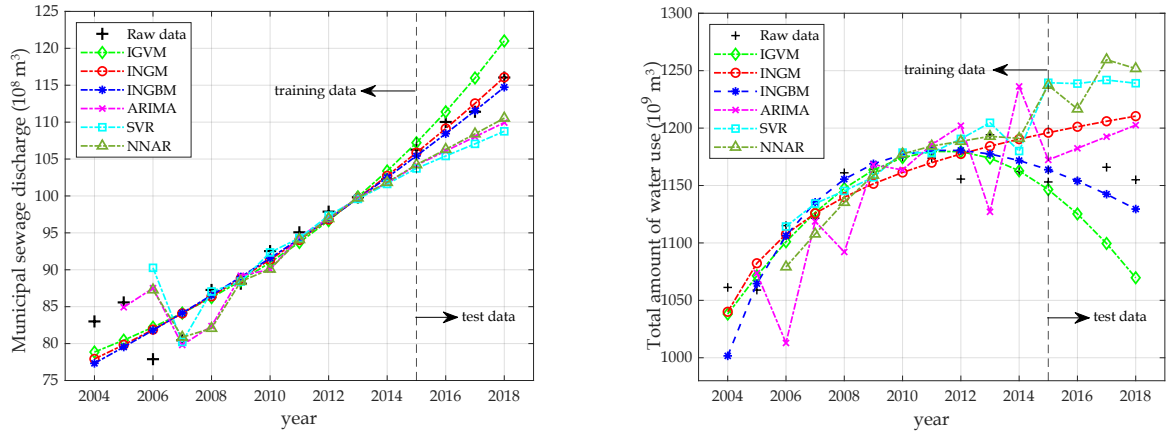 Municipal sewage discharge (10⁸ m³)
125
120
115
110
105
100
95
90
85
80
75
Raw data
IGVM
INGM
INGBM
ARIMA
SVR
NNAR
training data
test data
2004 2006 2008 2010 2012 2014 2016 2018
year
Total amount of water use (10⁹ m³)
1300
1250
1200
1150
1100
1050
1000
Raw data
IGVM
INGM
INGBM
ARIMA
SVR
NNAR
training data
test data
2004 2006 2008 2010 2012 2014 2016 2018
year